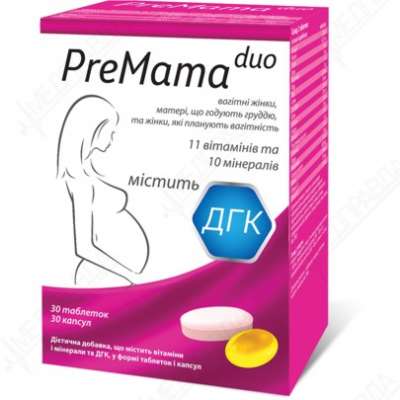 PreMama duo
вагітні жінки,
матері, що годують груддю,
та жінки, які планують вагітність
11 вітамінів та
10 мінералів
містить
ДГК
30 таблеток
30 капсул
Дієтична добавка, що містить вітаміни
і мінерали та ДГК, у формі таблеток і капсул